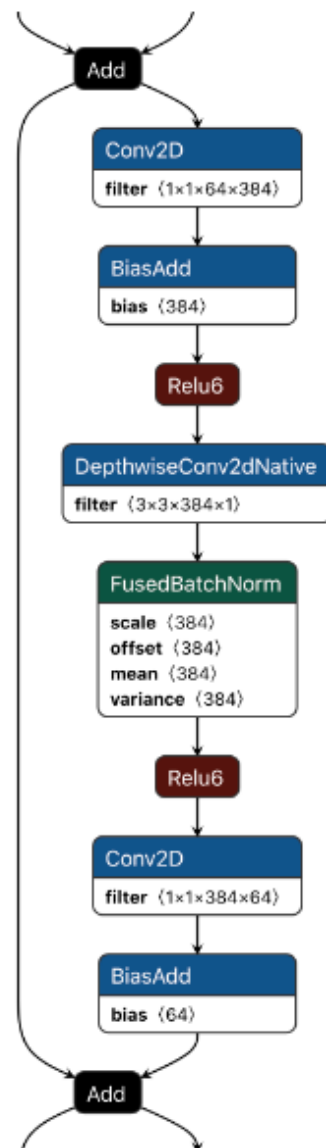 Add
Conv2D
filter ⟨1×1×64×384⟩
BiasAdd
bias ⟨384⟩
Relu6
DepthwiseConv2dNative
filter ⟨3×3×384×1⟩
FusedBatchNorm
scale ⟨384⟩
offset ⟨384⟩
mean ⟨384⟩
variance ⟨384⟩
Relu6
Conv2D
filter ⟨1×1×384×64⟩
BiasAdd
bias ⟨64⟩
Add